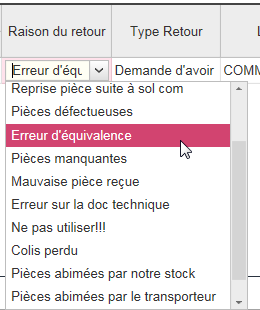 Raison du retour Type Retour
Erreur d'équ Demande d'avoir COMM
Reprise pièce suite à sol com
Pièces défectueuses
Erreur d'équivalence
Pièces manquantes
Mauvaise pièce reçue
Erreur sur la doc technique
Ne pas utiliser!!!
Colis perdu
Pièces abimées par notre stock
Pièces abimées par le transporteur